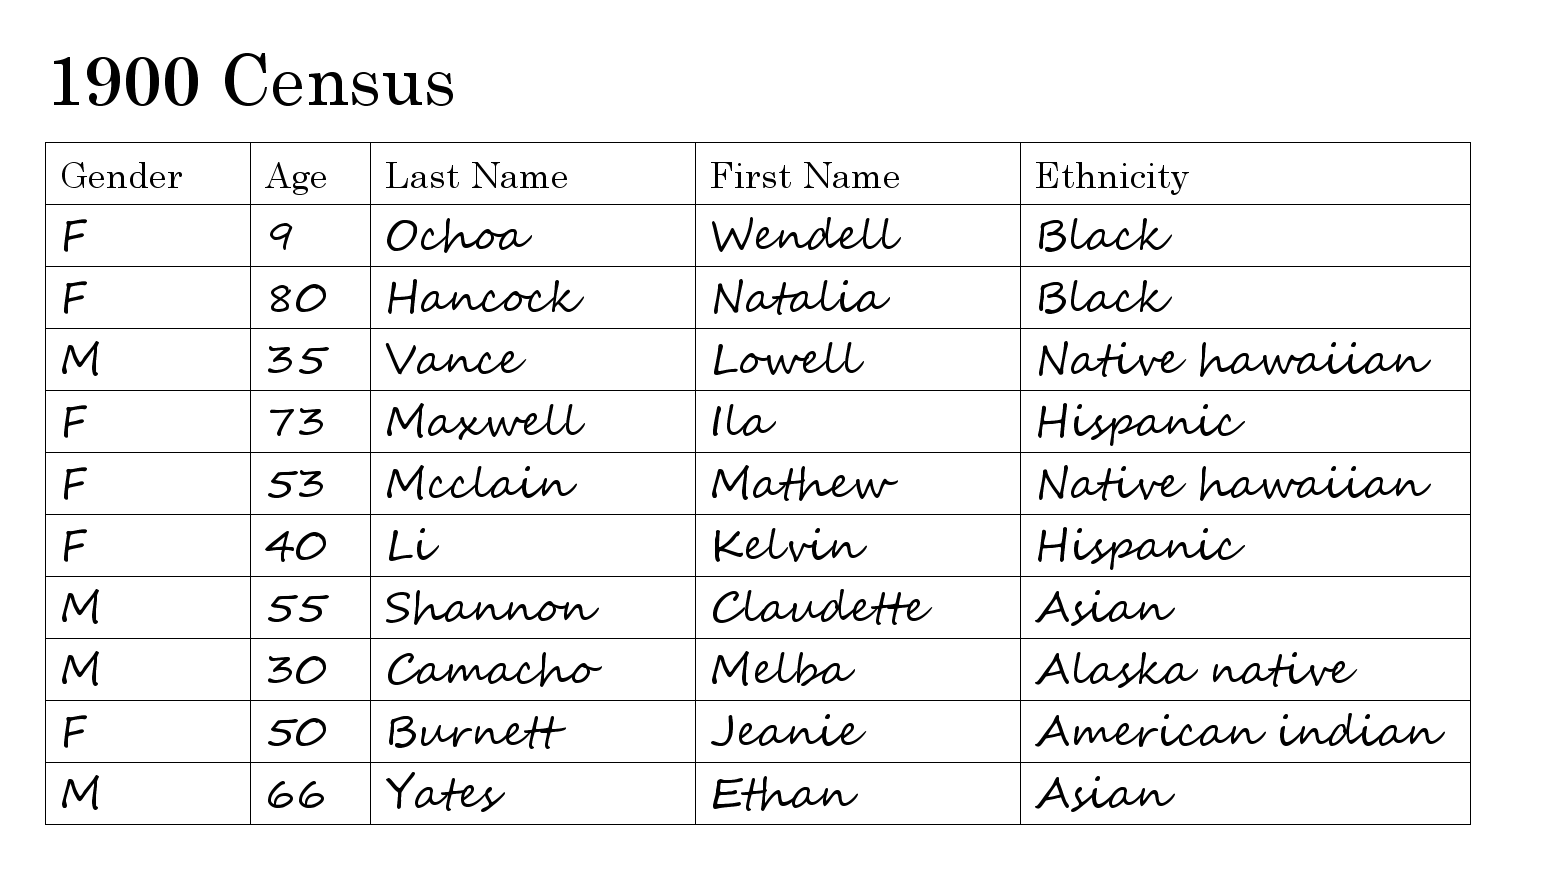 1900 Census
Gender Age Last Name First Name Ethnicity
F 9 Ochoa Wendell Black
F 80 Hancock Natalia Black
M 35 Vance Lowell Native hawaiian
F 73 Maxwell Ila Hispanic
F 53 Mcclain Mathew Native hawaiian
F 40 Li Kelvin Hispanic
M 55 Shannon Claudette Asian
M 30 Camacho Melba Alaska native
F 50 Burnett Jeanie American indian
M 66 Yates Ethan Asian